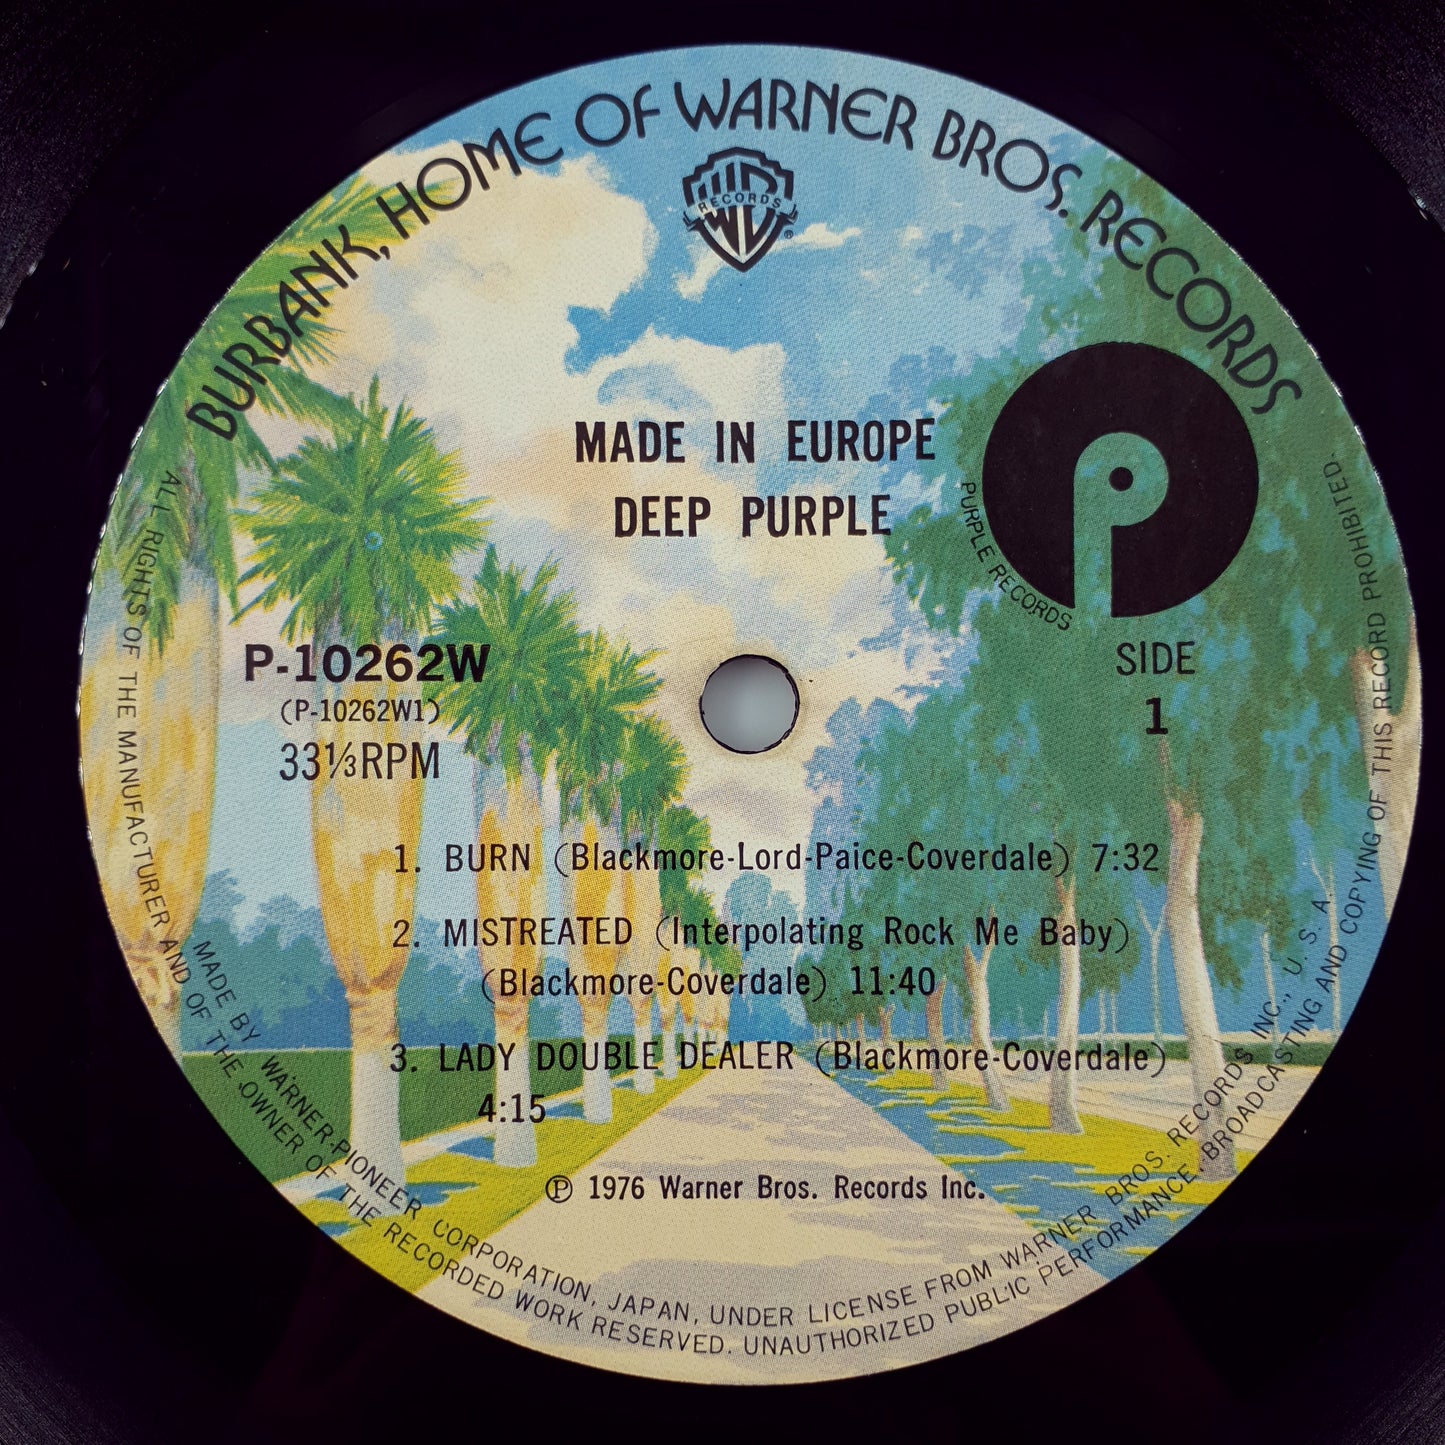 BURBANK, HOME OF WARNER BROS. RECORDS
RECORDS
®
MADE IN EUROPE
DEEP PURPLE
PURPLE RECORDS
P-10262W
(P-10262W1)
33⅓RPM
SIDE
1
1. BURN (Blackmore-Lord-Paice-Coverdale) 7:32
2. MISTREATED (Interpolating Rock Me Baby)
(Blackmore-Coverdale) 11:40
3. LADY DOUBLE DEALER (Blackmore-Coverdale)
4:15
℗ 1976 Warner Bros. Records Inc.
MADE BY WARNER-PIONEER CORPORATION, JAPAN, UNDER LICENSE FROM WARNER BROS. RECORDS INC., U. S. A.
ALL RIGHTS OF THE MANUFACTURER AND OF THE OWNER OF THE RECORDED WORK RESERVED. UNAUTHORIZED PUBLIC PERFORMANCE, BROADCASTING AND COPYING OF THIS RECORD PROHIBITED.